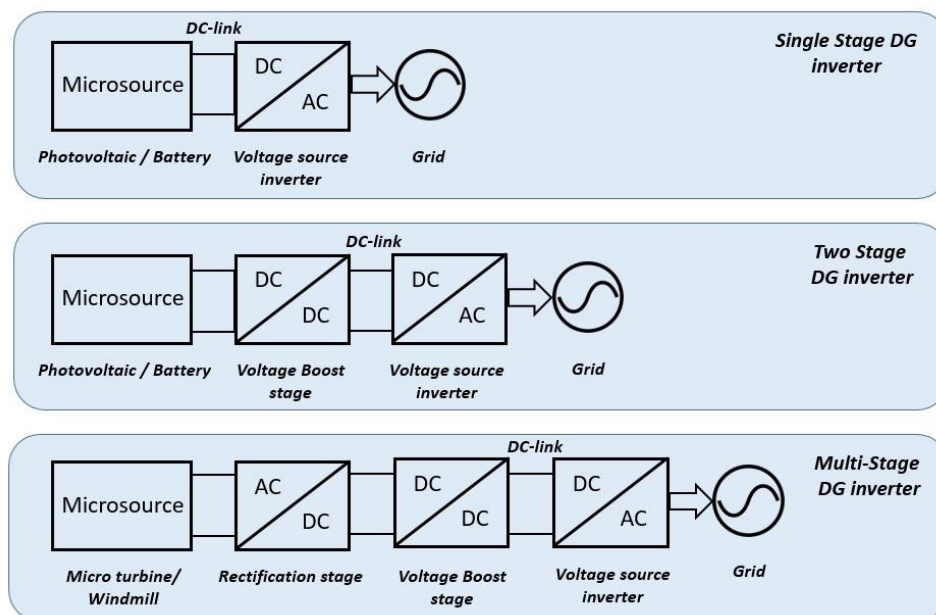 DC-link
Single Stage DG
inverter
Microsource
DC
AC
Photovoltaic / Battery
Voltage source
inverter
Grid
DC-link
Two Stage
DG inverter
Microsource
DC
DC
DC
AC
Photovoltaic / Battery
Voltage Boost
stage
Voltage source
inverter
Grid
DC-link
Multi-Stage
DG inverter
Microsource
AC
DC
DC
DC
DC
AC
Micro turbine/
Windmill
Rectification stage
Voltage Boost
stage
Voltage source
inverter
Grid